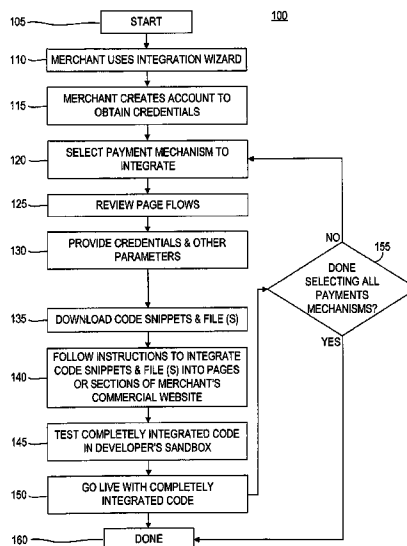 100
105
START
110
MERCHANT USES INTEGRATION WIZARD
115
MERCHANT CREATES ACCOUNT TO
OBTAIN CREDENTIALS
120
SELECT PAYMENT MECHANISM TO
INTEGRATE
125
REVIEW PAGE FLOWS
130
PROVIDE CREDENTIALS & OTHER
PARAMETERS
NO
155
DONE
SELECTING ALL
PAYMENTS
MECHANISMS?
YES
135
DOWNLOAD CODE SNIPPETS & FILE (S)
140
FOLLOW INSTRUCTIONS TO INTEGRATE
CODE SNIPPETS & FILE (S) INTO PAGES
OR SECTIONS OF MERCHANT'S
COMMERCIAL WEBSITE
145
TEST COMPLETELY INTEGRATED CODE
IN DEVELOPER'S SANDBOX
150
GO LIVE WITH COMPLETELY
INTEGRATED CODE
160
DONE